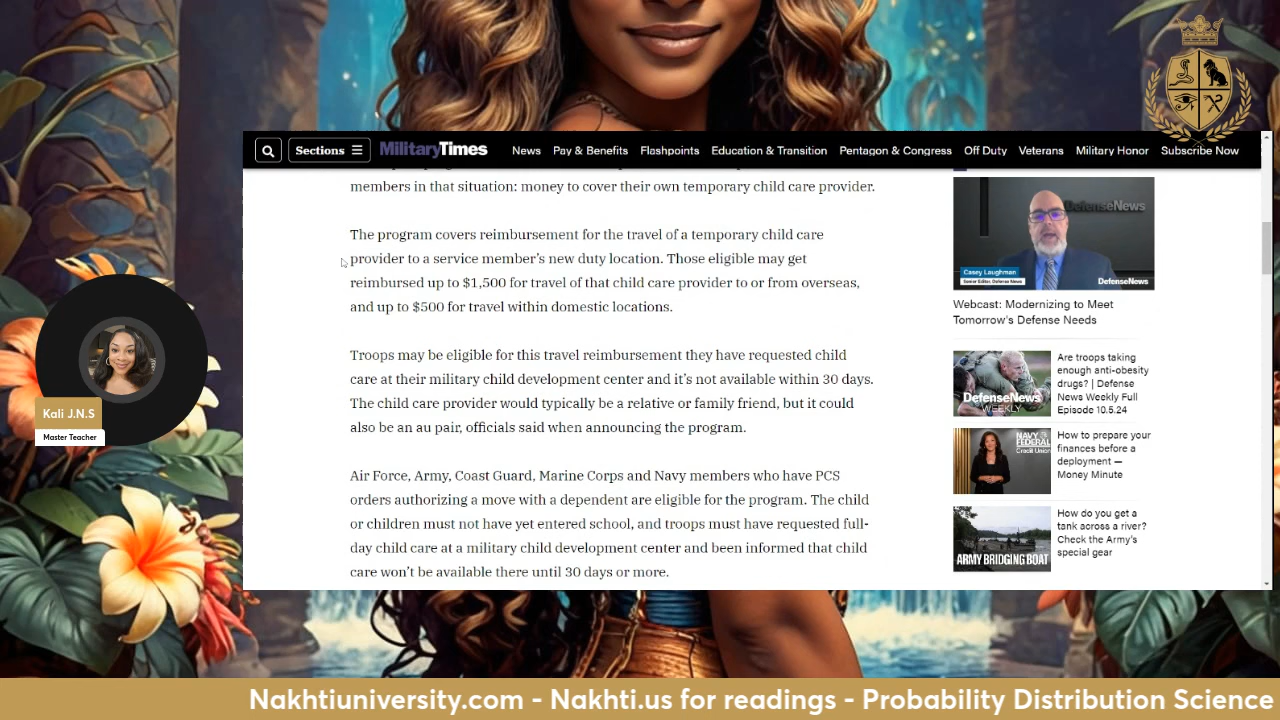 Sections
MilitaryTimes
News
Pay & Benefits
Flashpoints
Education & Transition
Pentagon & Congress
Off Duty
Veterans
Military Honor
Subscribe Now
members in that situation: money to cover their own temporary child care provider.
The program covers reimbursement for the travel of a temporary child care
provider to a service member’s new duty location. Those eligible may get
reimbursed up to $1,500 for travel of that child care provider to or from overseas,
and up to $500 for travel within domestic locations.
Troops may be eligible for this travel reimbursement they have requested child
care at their military child development center and it’s not available within 30 days.
The child care provider would typically be a relative or family friend, but it could
also be an au pair, officials said when announcing the program.
Air Force, Army, Coast Guard, Marine Corps and Navy members who have PCS
orders authorizing a move with a dependent are eligible for the program. The child
or children must not have yet entered school, and troops must have requested full-
day child care at a military child development center and been informed that child
care won’t be available there until 30 days or more.
DefenseNews
Casey Laughman
Senior Editor, Defense News
DefenseNews
Webcast: Modernizing to Meet
Tomorrow’s Defense Needs
DefenseNews
WEEKLY
Are troops taking
enough anti-obesity
drugs? | Defense
News Weekly Full
Episode 10.5.24
NAVY
FEDERAL
Credit Union
How to prepare your
finances before a
deployment —
Money Minute
ARMY BRIDGING BOAT
How do you get a
tank across a river?
Check the Army’s
special gear
Kali J.N.S
Master Teacher
Nakhtiuniversity.com - Nakhti.us for readings - Probability Distribution Science